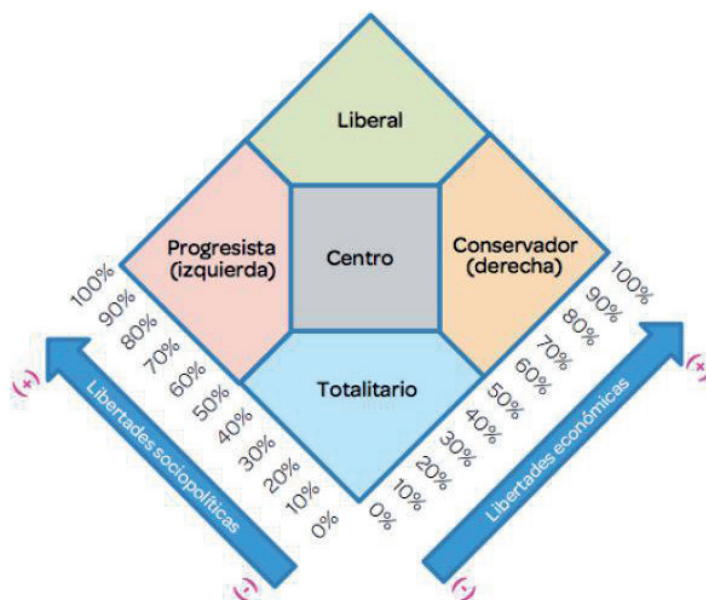 Liberal
Progresista
(izquierda)
Centro
Conservador
(derecha)
Totalitario
100%
90%
80%
70%
60%
50%
40%
30%
20%
10%
0%
0%
10%
20%
30%
40%
50%
60%
70%
80%
90%
100%
(+)
Libertades sociopolíticas
(-)
(+)
Libertades económicas
(-)